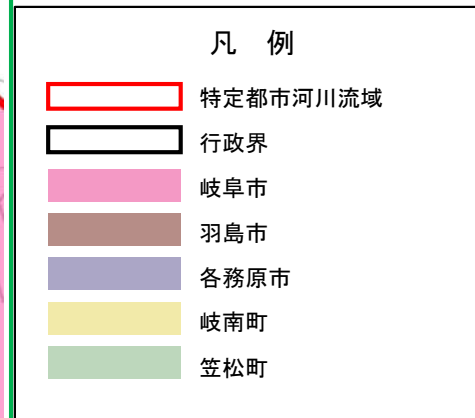 凡 例
特定都市河川流域
行政界
岐阜市
羽島市
各務原市
岐南町
笠松町